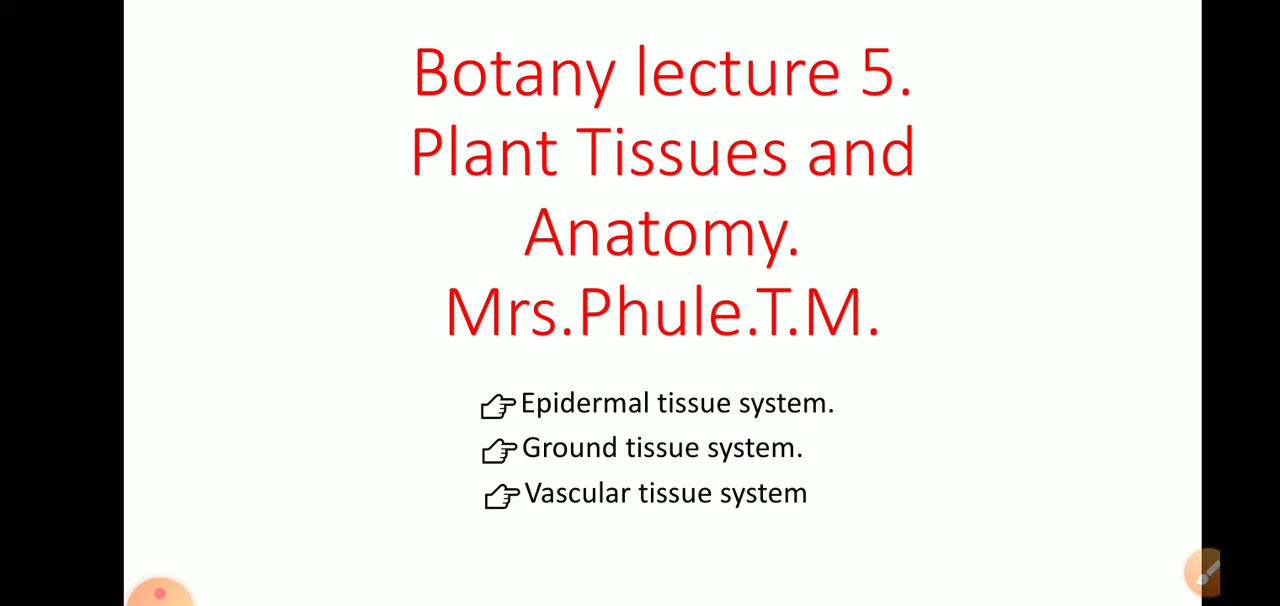 Botany lecture 5.
Plant Tissues and
Anatomy.
Mrs.Phule.T.M.
Epidermal tissue system.
Ground tissue system.
Vascular tissue system